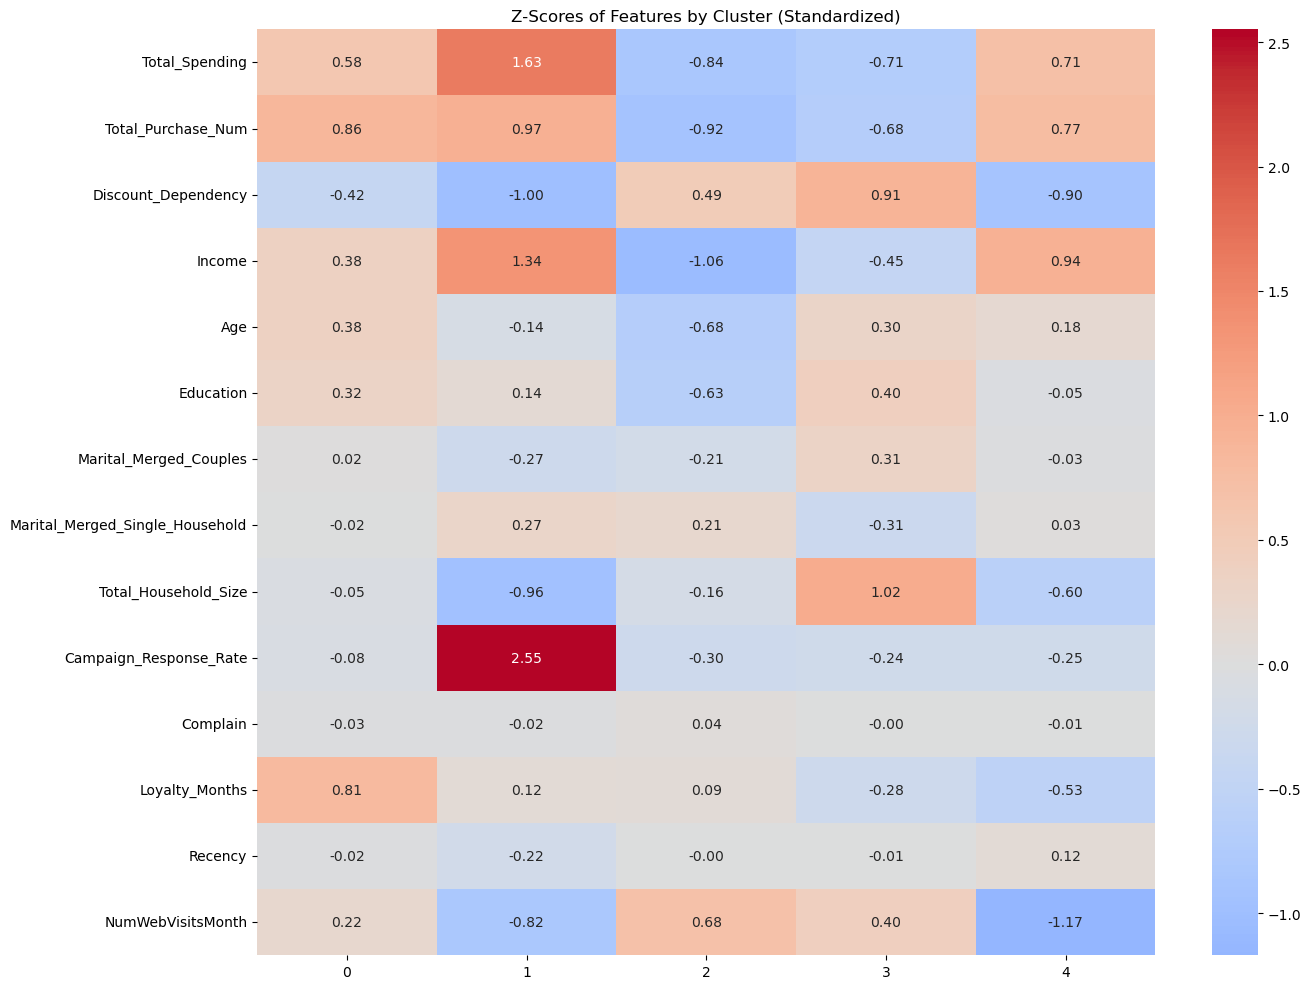 Z-Scores of Features by Cluster (Standardized)
Total_Spending 0.58 1.63 -0.84 -0.71 0.71
Total_Purchase_Num 0.86 0.97 -0.92 -0.68 0.77
Discount_Dependency -0.42 -1.00 0.49 0.91 -0.90
Income 0.38 1.34 -1.06 -0.45 0.94
Age 0.38 -0.14 -0.68 0.30 0.18
Education 0.32 0.14 -0.63 0.40 -0.05
Marital_Merged_Couples 0.02 -0.27 -0.21 0.31 -0.03
Marital_Merged_Single_Household -0.02 0.27 0.21 -0.31 0.03
Total_Household_Size -0.05 -0.96 -0.16 1.02 -0.60
Campaign_Response_Rate -0.08 2.55 -0.30 -0.24 -0.25
Complain -0.03 -0.02 0.04 -0.00 -0.01
Loyalty_Months 0.81 0.12 0.09 -0.28 -0.53
Recency -0.02 -0.22 -0.00 -0.01 0.12
NumWebVisitsMonth 0.22 -0.82 0.68 0.40 -1.17
0 1 2 3 4
2.5
2.0
1.5
1.0
0.5
0.0
−0.5
−1.0